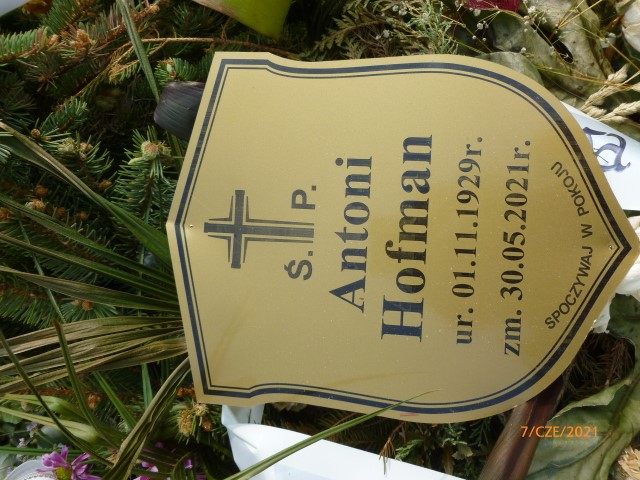 Ś. P.
Antoni
Hofman
ur. 01.11.1929r.
zm. 30.05.2021r.
SPOCZYWAJ W POKOJU
7/CZE/2021